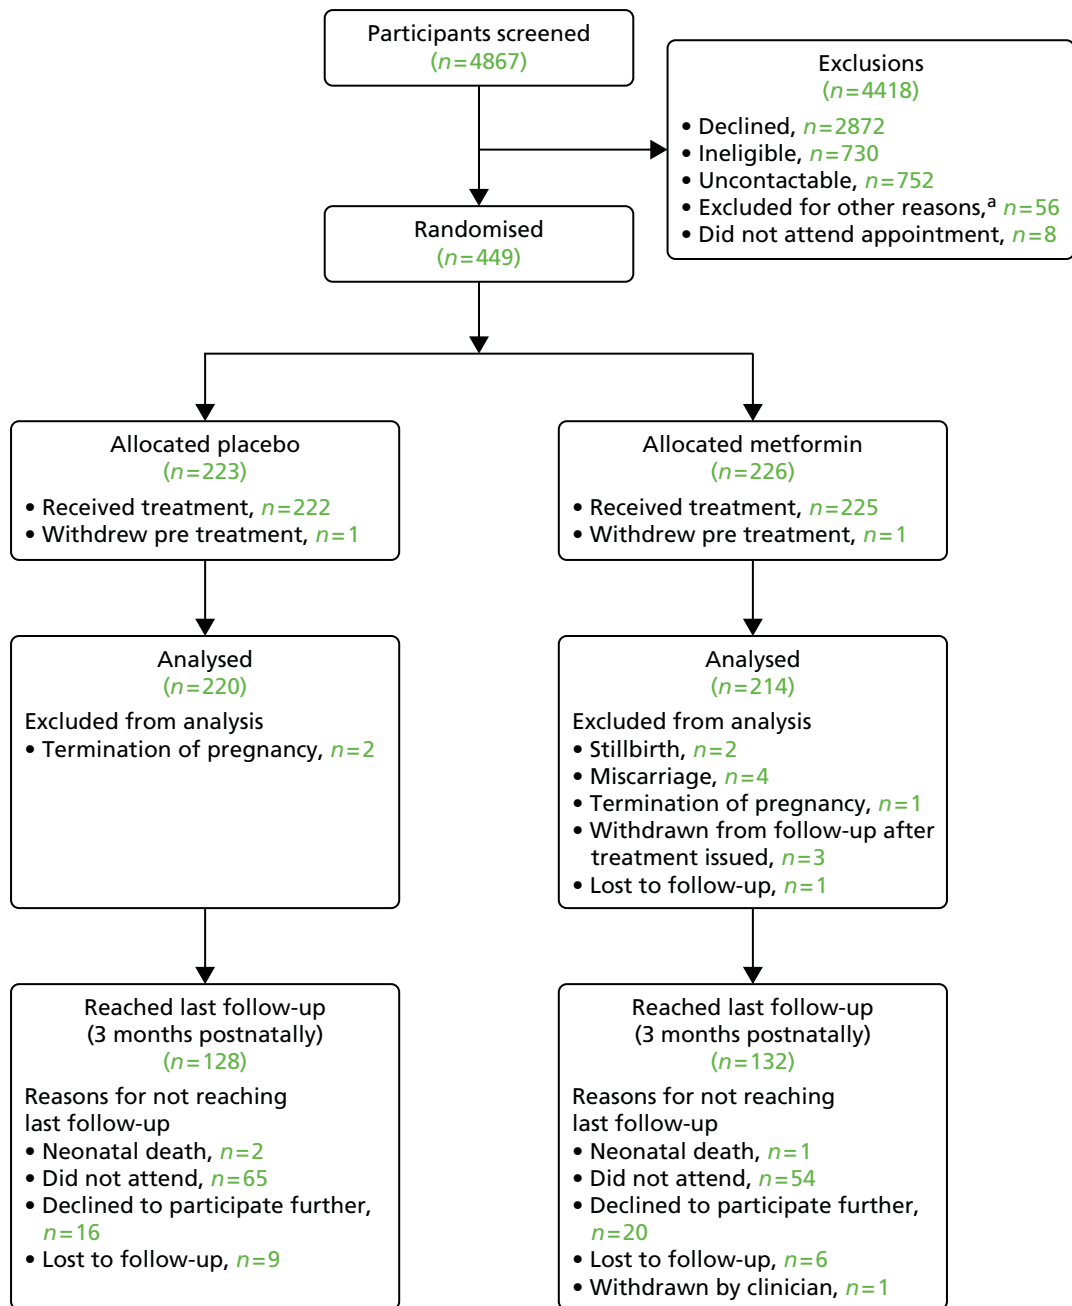 Participants screened
(n=4867)
Exclusions
(n=4418)
• Declined, n=2872
• Ineligible, n=730
• Uncontactable, n=752
• Excluded for other reasons,a n=56
• Did not attend appointment, n=8
Randomised
(n=449)
Allocated placebo
(n=223)
• Received treatment, n=222
• Withdrew pre treatment, n=1
Allocated metformin
(n=226)
• Received treatment, n=225
• Withdrew pre treatment, n=1
Analysed
(n=220)
Excluded from analysis
• Termination of pregnancy, n=2
Analysed
(n=214)
Excluded from analysis
• Stillbirth, n=2
• Miscarriage, n=4
• Termination of pregnancy, n=1
• Withdrawn from follow-up after
treatment issued, n=3
• Lost to follow-up, n=1
Reached last follow-up
(3 months postnatally)
(n=128)
Reasons for not reaching
last follow-up
• Neonatal death, n=2
• Did not attend, n=65
• Declined to participate further,
n=16
• Lost to follow-up, n=9
Reached last follow-up
(3 months postnatally)
(n=132)
Reasons for not reaching
last follow-up
• Neonatal death, n=1
• Did not attend, n=54
• Declined to participate further,
n=20
• Lost to follow-up, n=6
• Withdrawn by clinician, n=1